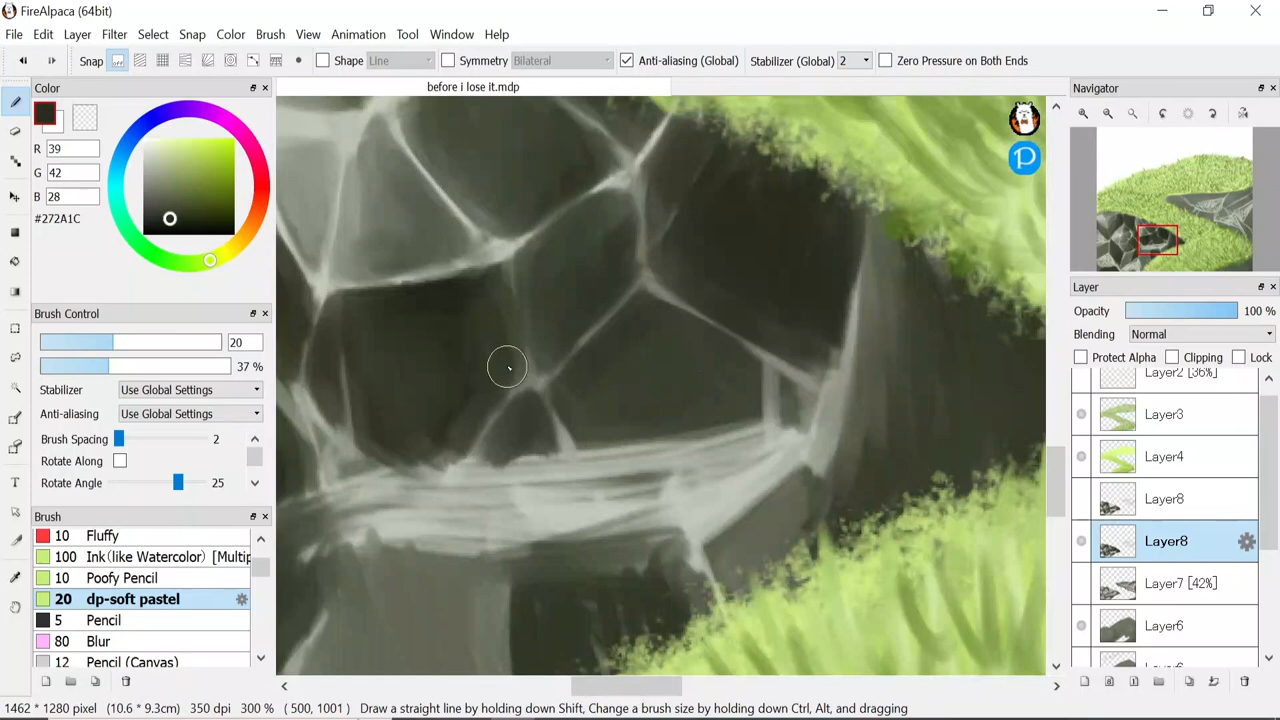 FireAlpaca (64bit)
File Edit Layer Filter Select Snap Color Brush View Animation Tool Window Help
Snap off Shape Line Symmetry Bilateral Anti-aliasing (Global) Stabilizer (Global) 2 Zero Pressure on Both Ends
Color
before i lose it.mdp
Navigator
R 39
G 42
B 28
#272A1C
Layer
Opacity 100 %
Blending Normal
Protect Alpha Clipping Lock
Layer2 [36%]
Layer3
Layer4
Layer8
Layer8
Layer7 [42%]
Layer6
Brush Control
20
37 %
Stabilizer Use Global Settings
Anti-aliasing Use Global Settings
Brush Spacing 2
Rotate Along
Rotate Angle 25
Brush
10 Fluffy
100 Ink(like Watercolor) [Multip
10 Poofy Pencil
20 dp-soft pastel
5 Pencil
80 Blur
12 Pencil (Canvas)
1462 * 1280 pixel (10.6 * 9.3cm) 350 dpi 300 % ( 500, 1001 ) Draw a straight line by holding down Shift, Change a brush size by holding down Ctrl, Alt, and dragging